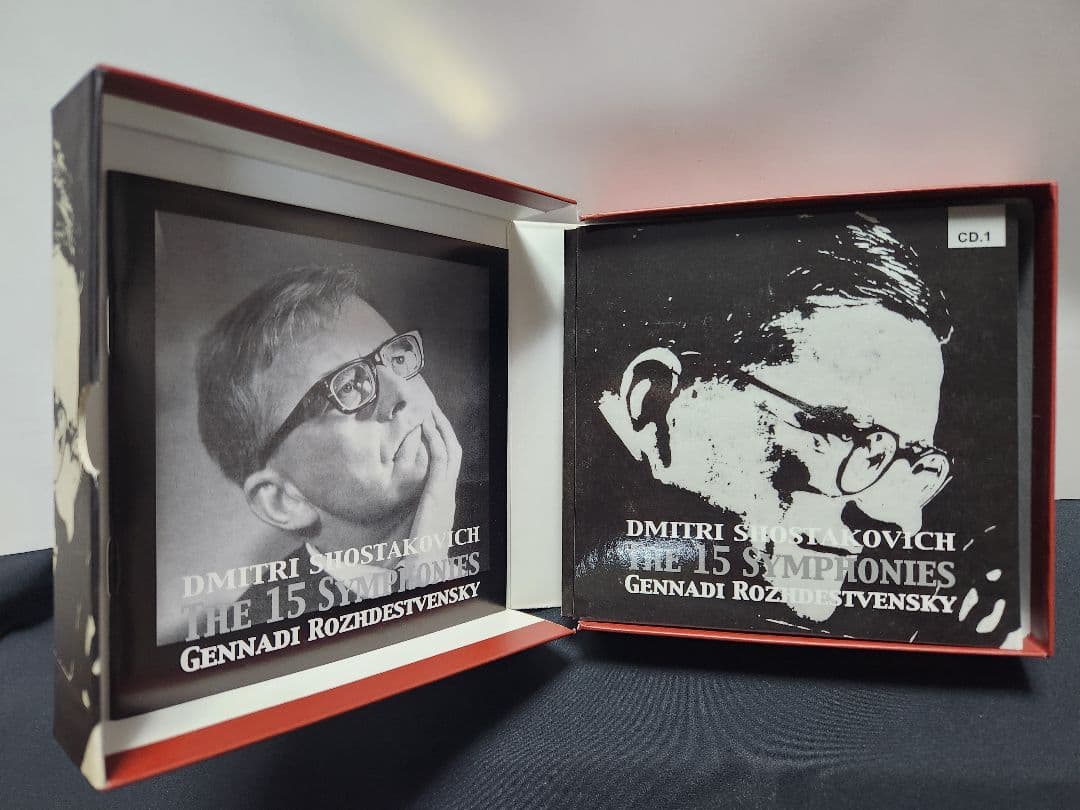 DMITRI SHOSTAKOVICH
THE 15 SYMPHONIES
GENNADI ROZHDESTVENSKY
CD.1
DMITRI SHOSTAKOVICH
THE 15 SYMPHONIES
GENNADI ROZHDESTVENSKY